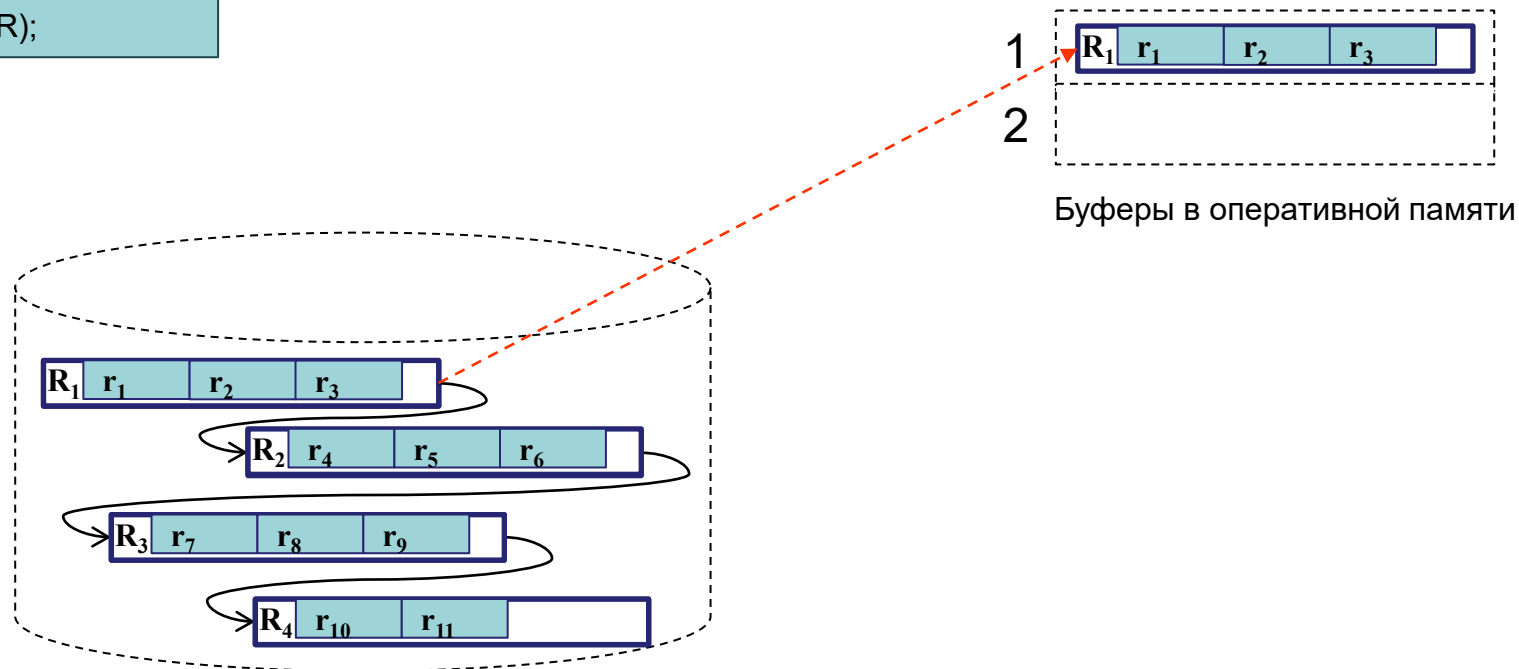 R);
1
R₁ r₁ r₂ r₃
2
Буферы в оперативной памяти
R₁ r₁ r₂ r₃
R₂ r₄ r₅ r₆
R₃ r₇ r₈ r₉
R₄ r₁₀ r₁₁